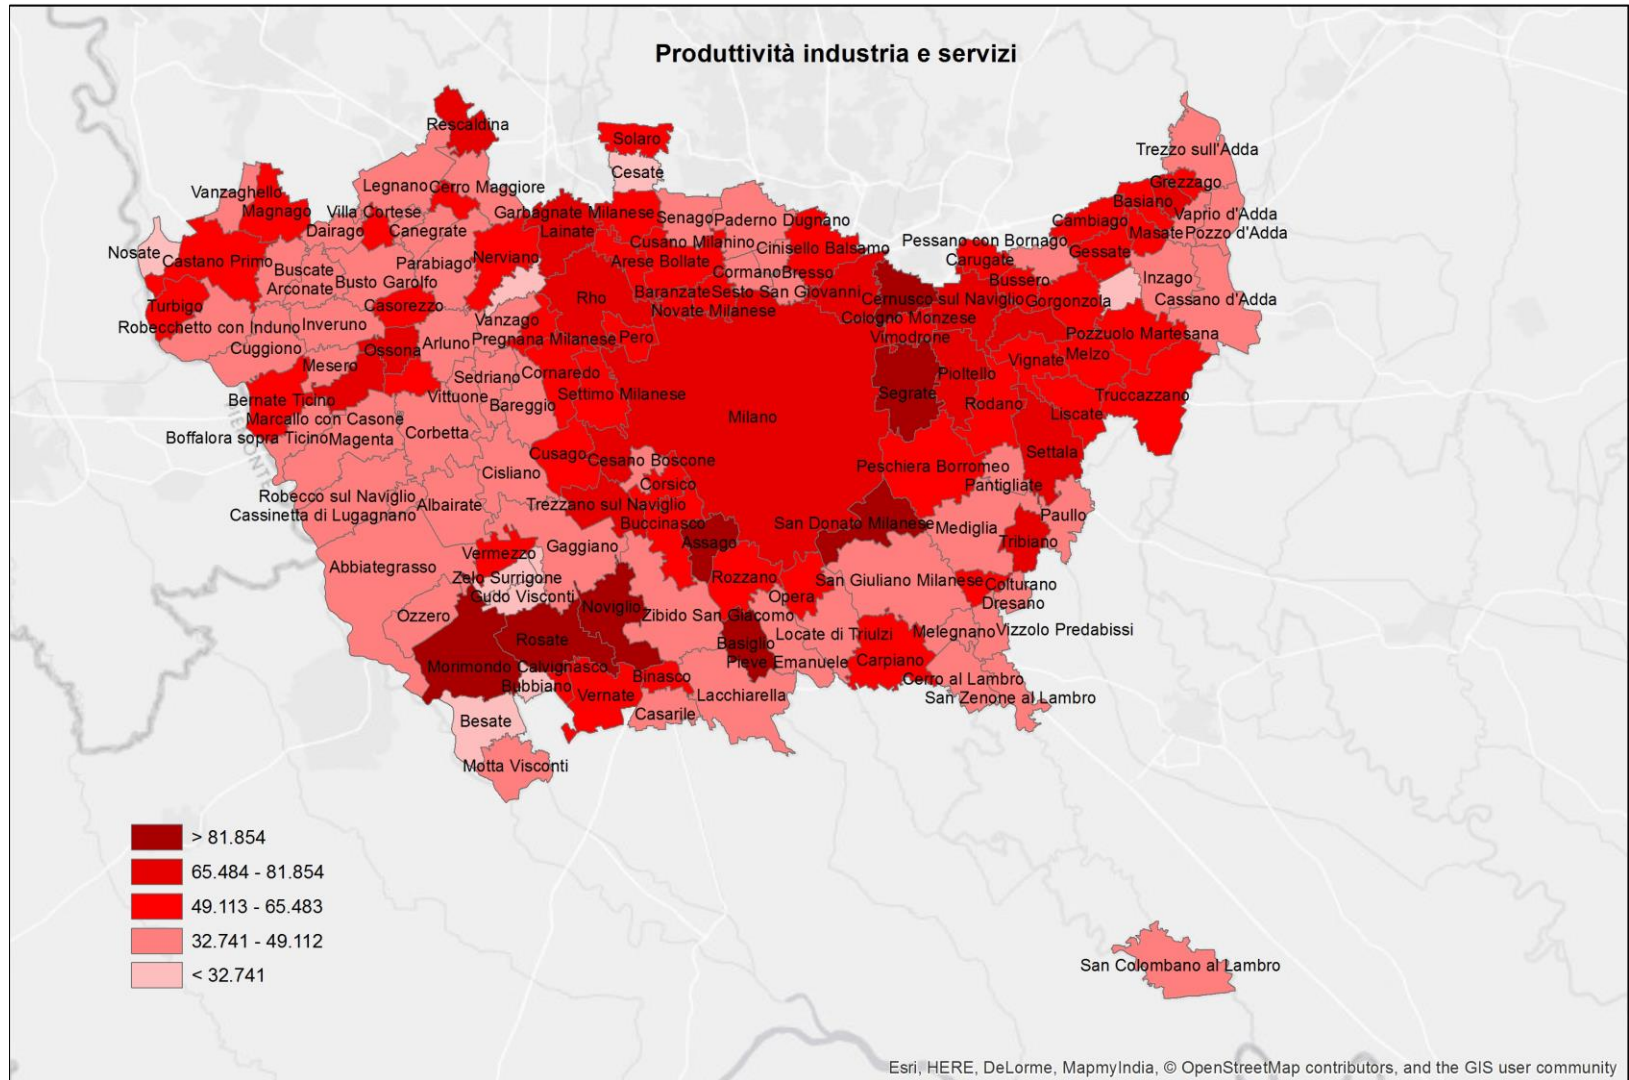 Produttività industria e servizi
Rescaldina
Solaro
Trezzo sull'Adda
Cesate
Grezzago
Legnano
Cerro Maggiore
Vanzaghello
Basiano
Magnago
Villa Cortese
Garbagnate Milanese
Senago
Paderno Dugnano
Cambiago
Vaprio d'Adda
Dairago
Canegrate
Lainate
Masate
Pozzo d'Adda
Nosate
Castano Primo
Parabiago
Nerviano
Cusano Milanino
Cinisello Balsamo
Pessano con Bornago
Gessate
Buscate
Arese
Bollate
Carugate
Arconate
Busto Garolfo
Cormano
Bresso
Bussero
Inzago
Turbigo
Casorezzo
Rho
Baranzate
Sesto San Giovanni
Cernusco sul Naviglio
Gorgonzola
Cassano d'Adda
Novate Milanese
Cologno Monzese
Robecchetto con Induno
Inveruno
Vanzago
Pregnana Milanese
Pero
Vimodrone
Pozzuolo Martesana
Cuggiono
Ossona
Arluno
Vignate
Melzo
Mesero
Sedriano
Cornaredo
Pioltello
Bernate Ticino
Vittuone
Bareggio
Settimo Milanese
Segrate
Rodano
Truccazzano
Marcallo con Casone
Milano
Liscate
Boffalora sopra Ticino
Magenta
Corbetta
Cusago
Cesano Boscone
Settala
Cisliano
Peschiera Borromeo
Corsico
Pantigliate
Robecco sul Naviglio
Albairate
Trezzano sul Naviglio
Cassinetta di Lugagnano
Buccinasco
San Donato Milanese
Mediglia
Paullo
Assago
Tribiano
Vermezzo
Gaggiano
Abbiategrasso
Zelo Surrigone
Rozzano
San Giuliano Milanese
Colturano
Gudo Visconti
Opera
Dresano
Ozzero
Noviglio
Zibido San Giacomo
Rosate
Basiglio
Locate di Triulzi
Melegnano
Vizzolo Predabissi
Morimondo
Calvignasco
Pieve Emanuele
Carpiano
Bubbiano
Binasco
Cerro al Lambro
Vernate
Lacchiarella
San Zenone al Lambro
Besate
Casarile
Motta Visconti
> 81.854
65.484 - 81.854
49.113 - 65.483
32.741 - 49.112
< 32.741
San Colombano al Lambro
Esri, HERE, DeLorme, MapmyIndia, © OpenStreetMap contributors, and the GIS user community